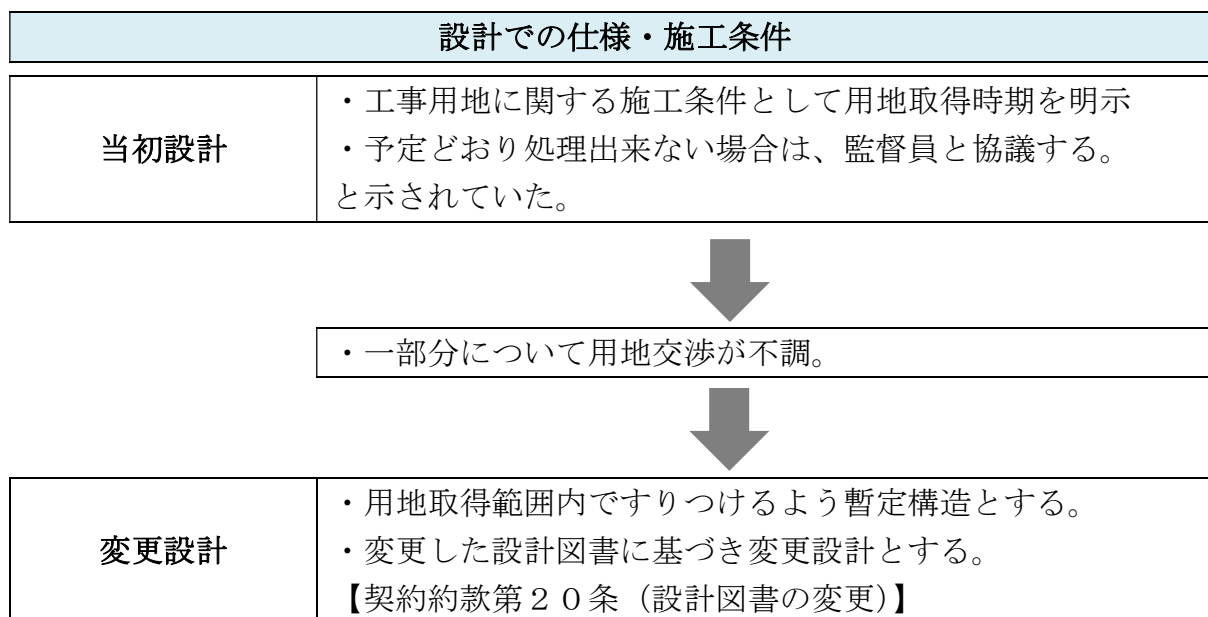 設計での仕様・施工条件
当初設計
・工事用地に関する施工条件として用地取得時期を明示
・予定どおり処理出来ない場合は、監督員と協議する。
と示されていた。
・一部分について用地交渉が不調。
変更設計
・用地取得範囲内ですりつけるよう暫定構造とする。
・変更した設計図書に基づき変更設計とする。
【契約約款第２０条（設計図書の変更）】